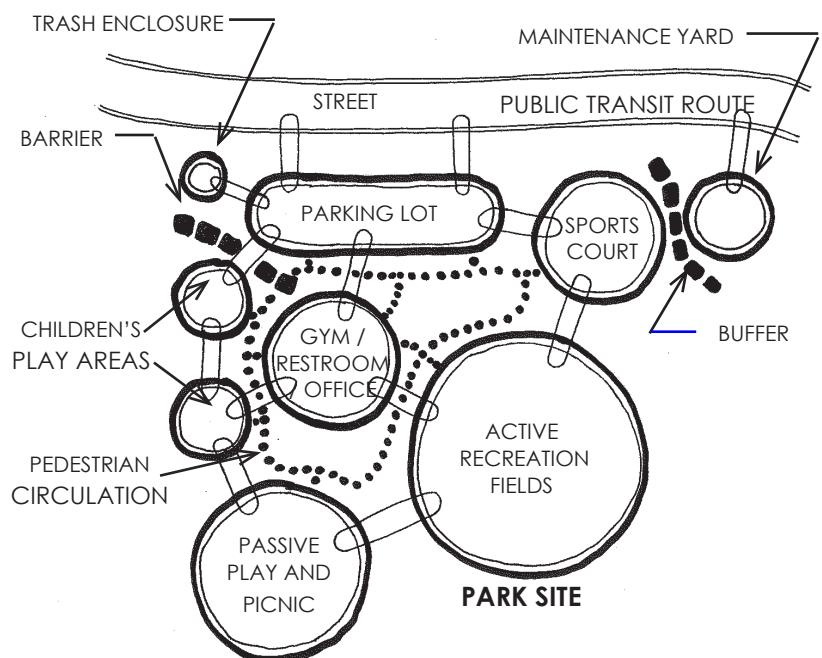 TRASH ENCLOSURE
MAINTENANCE YARD
STREET
PUBLIC TRANSIT ROUTE
BARRIER
PARKING LOT
SPORTS
COURT
CHILDREN'S
PLAY AREAS
GYM /
RESTROOM
OFFICE
BUFFER
ACTIVE
RECREATION
FIELDS
PEDESTRIAN
CIRCULATION
PASSIVE
PLAY AND
PICNIC
PARK SITE